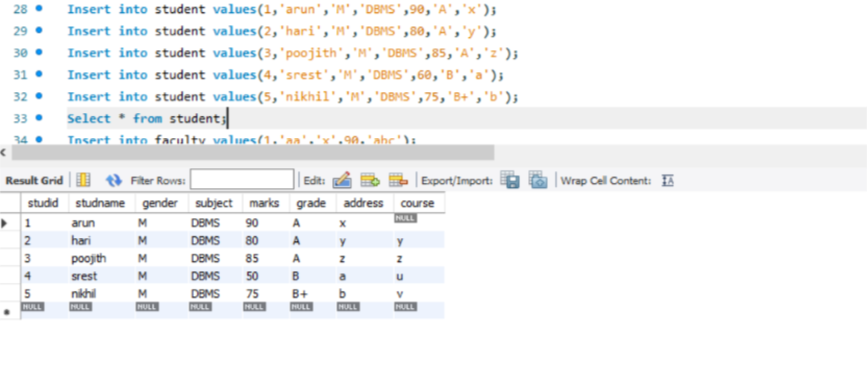 28 Insert into student values(1,'arun','M','DBMS',90,'A','x');
29 Insert into student values(2,'hari','M','DBMS',80,'A','y');
30 Insert into student values(3,'poojith','M','DBMS',85,'A','z');
31 Insert into student values(4,'srest','M','DBMS',60,'B','a');
32 Insert into student values(5,'nikhil','M','DBMS',75,'B+','b');
33 Select * from student;
34 Insert into faculty values(1,'aa','x',90,'abc');
Result Grid Filter Rows: Edit: Export/Import: Wrap Cell Content:
studid studname gender subject marks grade address course
1 arun M DBMS 90 A x NULL
2 hari M DBMS 80 A y y
3 poojith M DBMS 85 A z z
4 srest M DBMS 50 B a u
5 nikhil M DBMS 75 B+ b v
NULL NULL NULL NULL NULL NULL NULL NULL